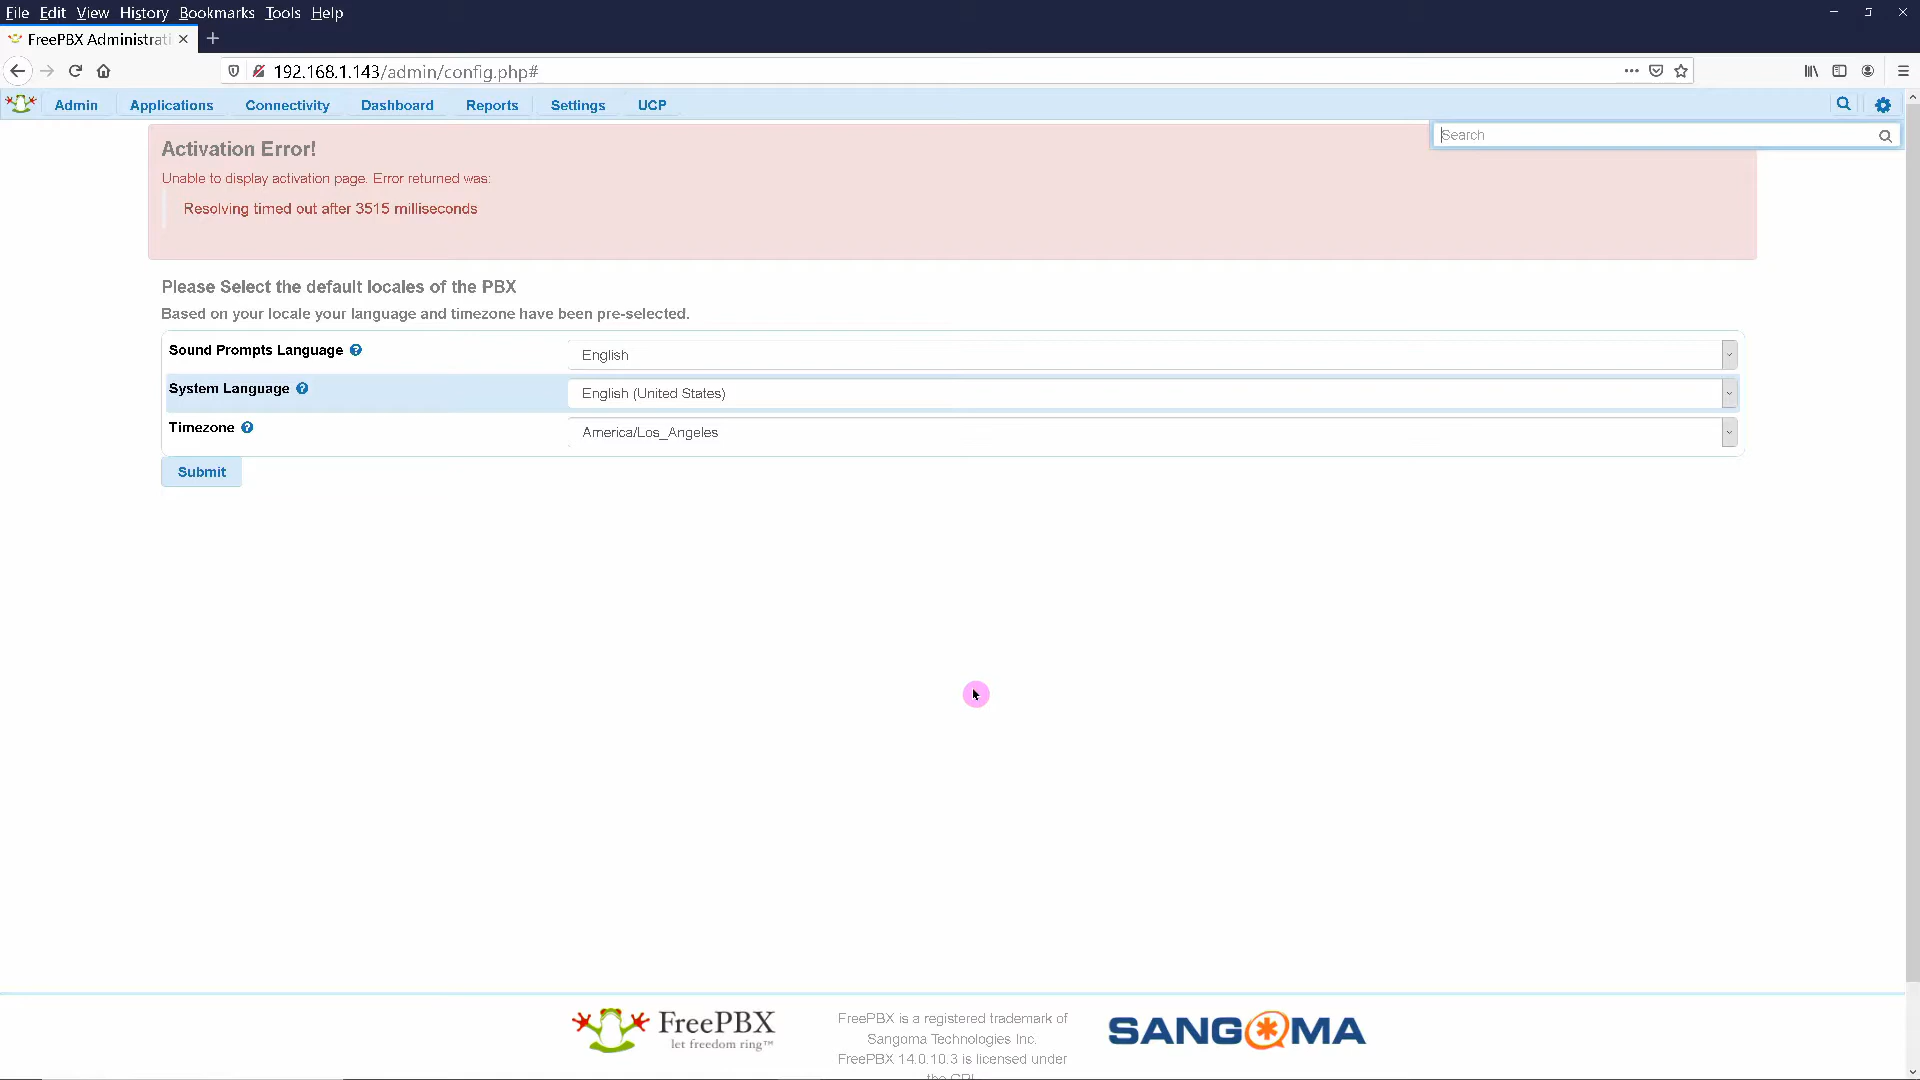 File Edit View History Bookmarks Tools Help
FreePBX Administrati
192.168.1.143/admin/config.php#
Admin Applications Connectivity Dashboard Reports Settings UCP
Search
Activation Error!
Unable to display activation page. Error returned was:
Resolving timed out after 3515 milliseconds
Please Select the default locales of the PBX
Based on your locale your language and timezone have been pre-selected.
Sound Prompts Language English
System Language English (United States)
Timezone America/Los_Angeles
Submit
FreePBX
let freedom ring™
FreePBX is a registered trademark of
Sangoma Technologies Inc.
FreePBX 14.0.10.3 is licensed under
the GPL
SANGOMA